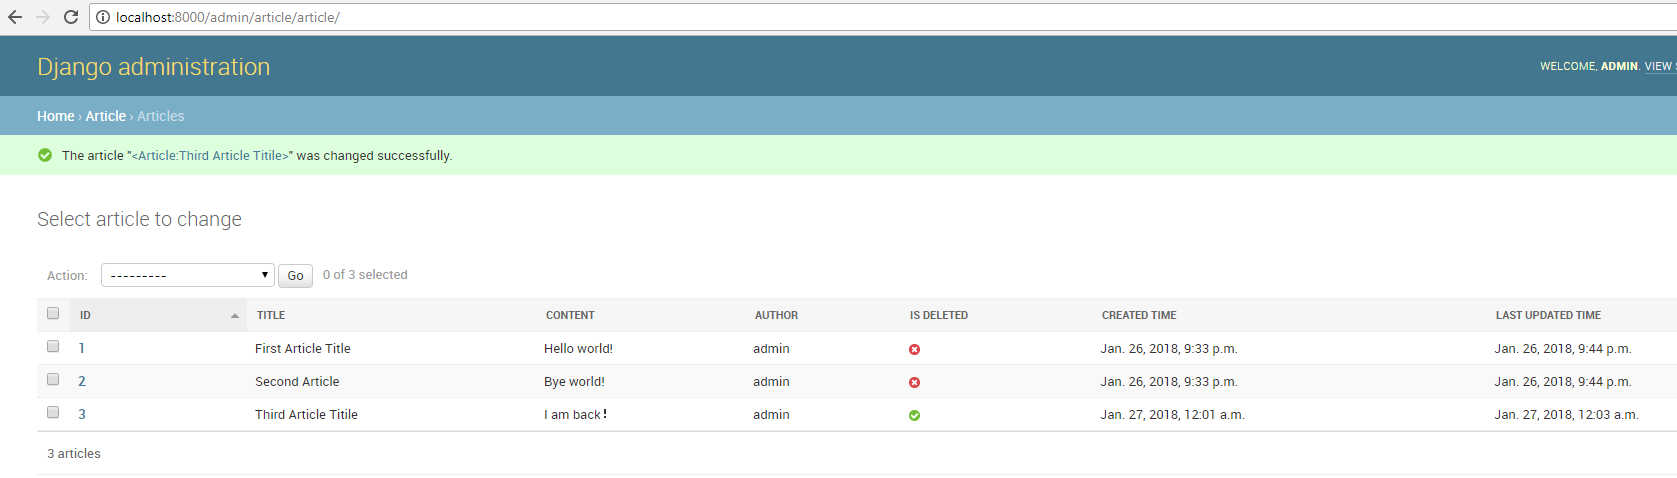 localhost:8000/admin/article/article/
Django administration
WELCOME, ADMIN. VIEW S
Home › Article › Articles
The article "<Article:Third Article Titile>" was changed successfully.
Select article to change
Action: --------- Go 0 of 3 selected
ID TITLE CONTENT AUTHOR IS DELETED CREATED TIME LAST UPDATED TIME
1 First Article Title Hello world! admin Jan. 26, 2018, 9:33 p.m. Jan. 26, 2018, 9:44 p.m.
2 Second Article Bye world! admin Jan. 26, 2018, 9:33 p.m. Jan. 26, 2018, 9:44 p.m.
3 Third Article Titile I am back！ admin Jan. 27, 2018, 12:01 a.m. Jan. 27, 2018, 12:03 a.m.
3 articles